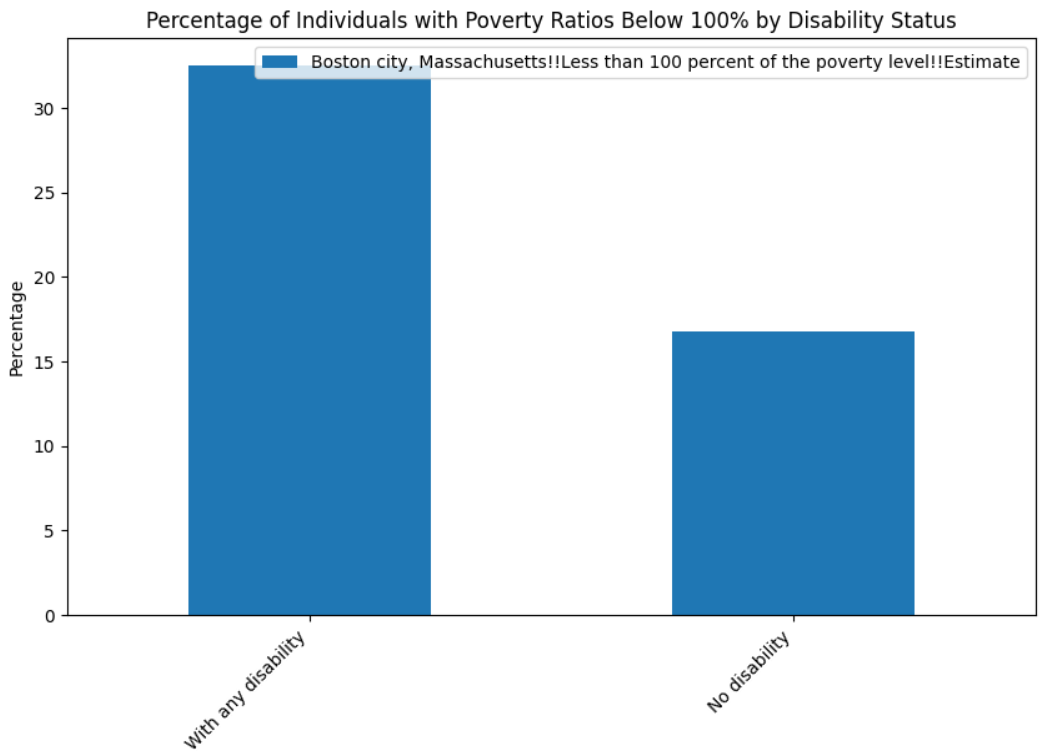 Percentage of Individuals with Poverty Ratios Below 100% by Disability Status
Boston city, Massachusetts!!Less than 100 percent of the poverty level!!Estimate
Percentage
30
25
20
15
10
5
0
With any disability
No disability